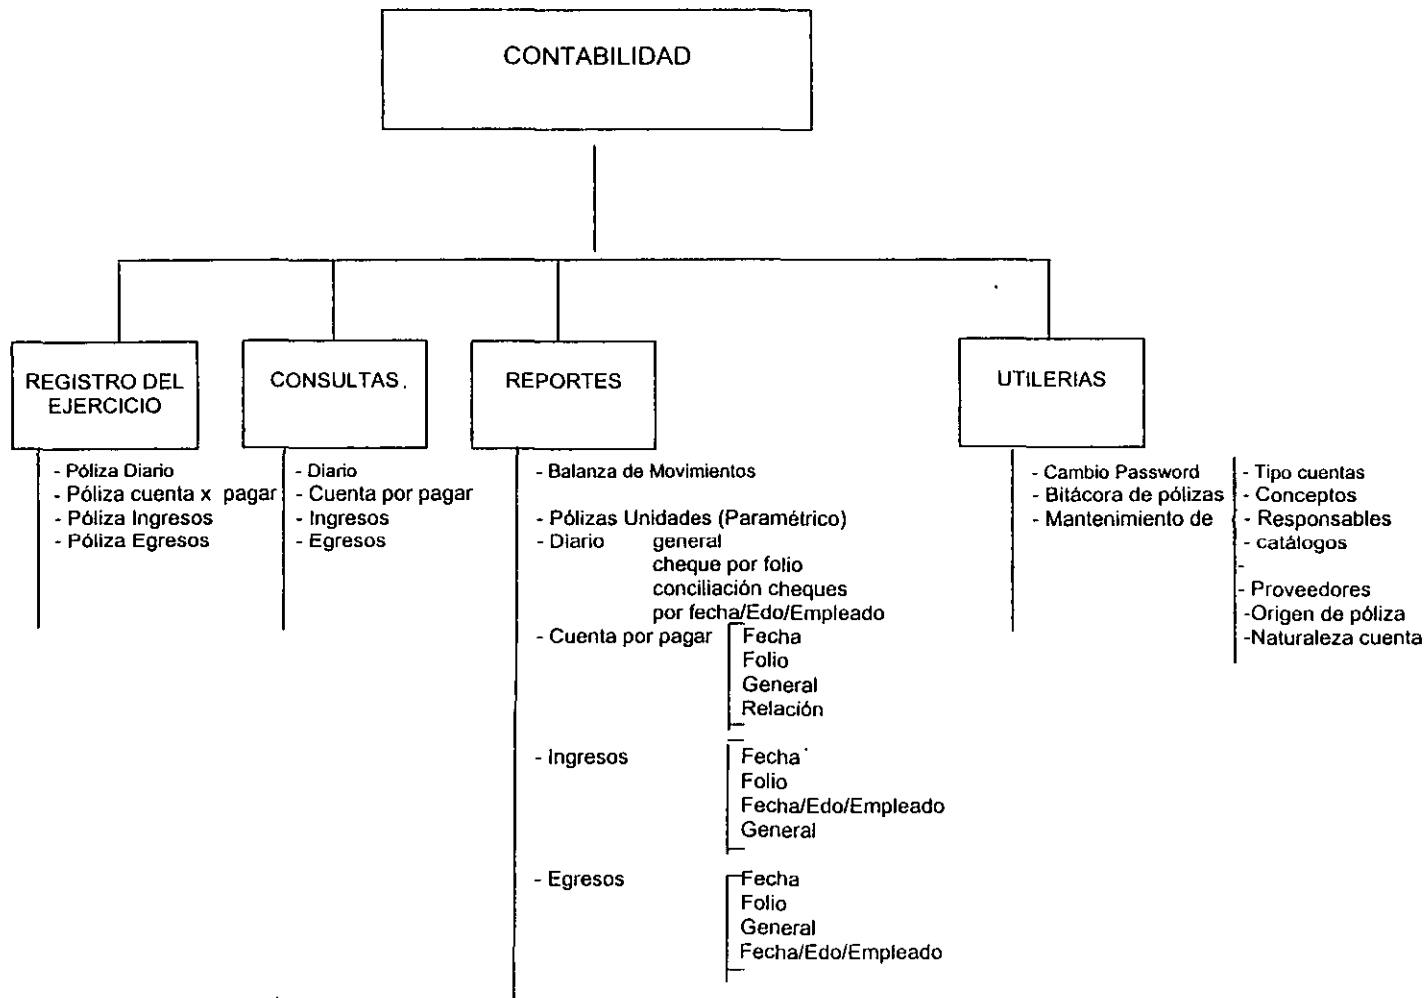 CONTABILIDAD
REGISTRO DEL
EJERCICIO
- Póliza Diario
- Póliza cuenta x pagar
- Póliza Ingresos
- Póliza Egresos
CONSULTAS.
- Diario
- Cuenta por pagar
- Ingresos
- Egresos
REPORTES
- Balanza de Movimientos
- Pólizas Unidades (Paramétrico)
- Diario general
cheque por folio
conciliación cheques
por fecha/Edo/Empleado
- Cuenta por pagar Fecha
Folio
General
Relación
- Ingresos Fecha
Folio
Fecha/Edo/Empleado
General
- Egresos Fecha
Folio
General
Fecha/Edo/Empleado
UTILERIAS
- Cambio Password
- Bitácora de pólizas
- Mantenimiento de
- Tipo cuentas
- Conceptos
- Responsables
- catálogos
-
- Proveedores
-Origen de póliza
-Naturaleza cuenta